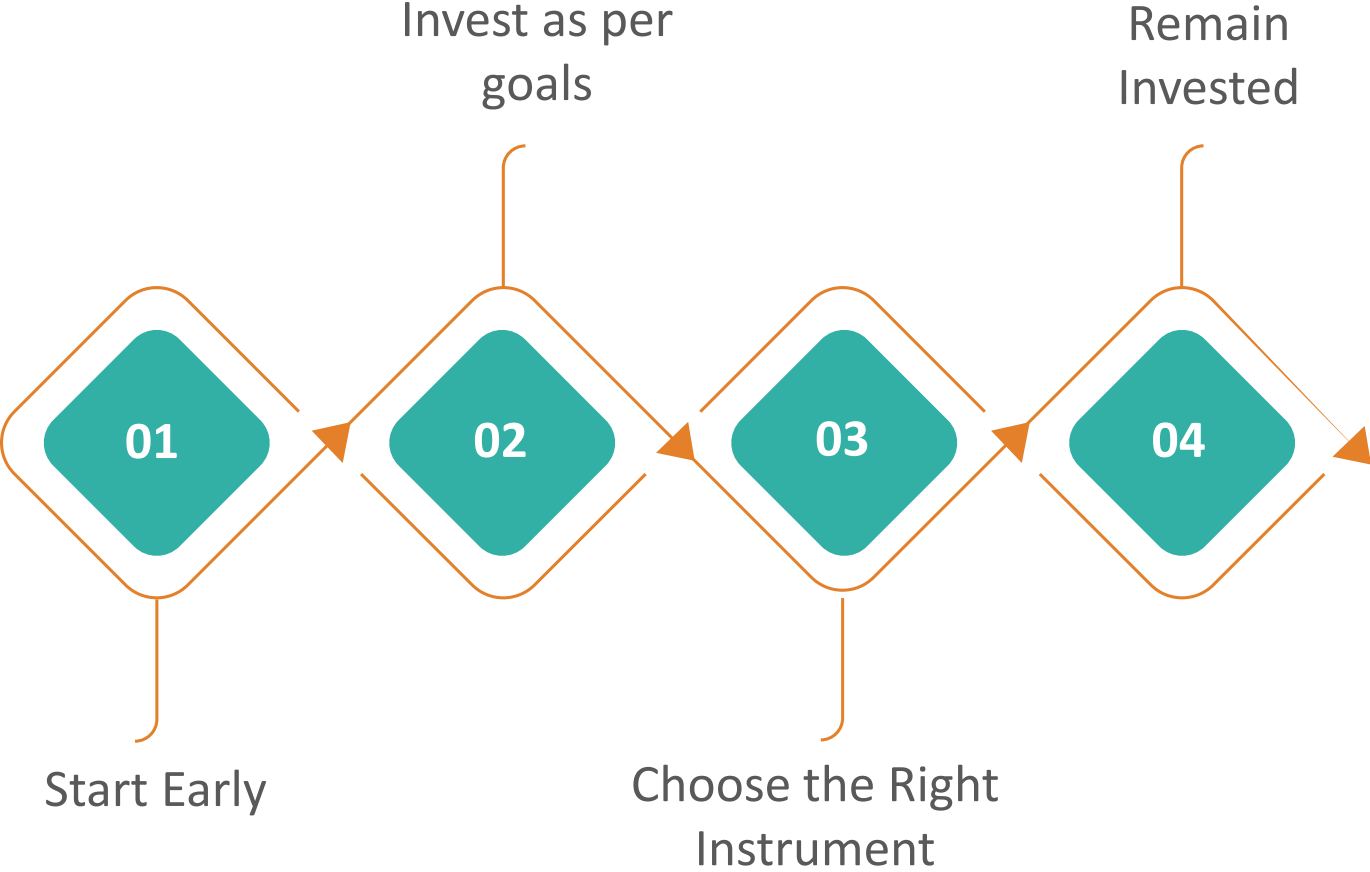 Invest as per
goals
Remain
Invested
01
02
03
04
Start Early
Choose the Right
Instrument